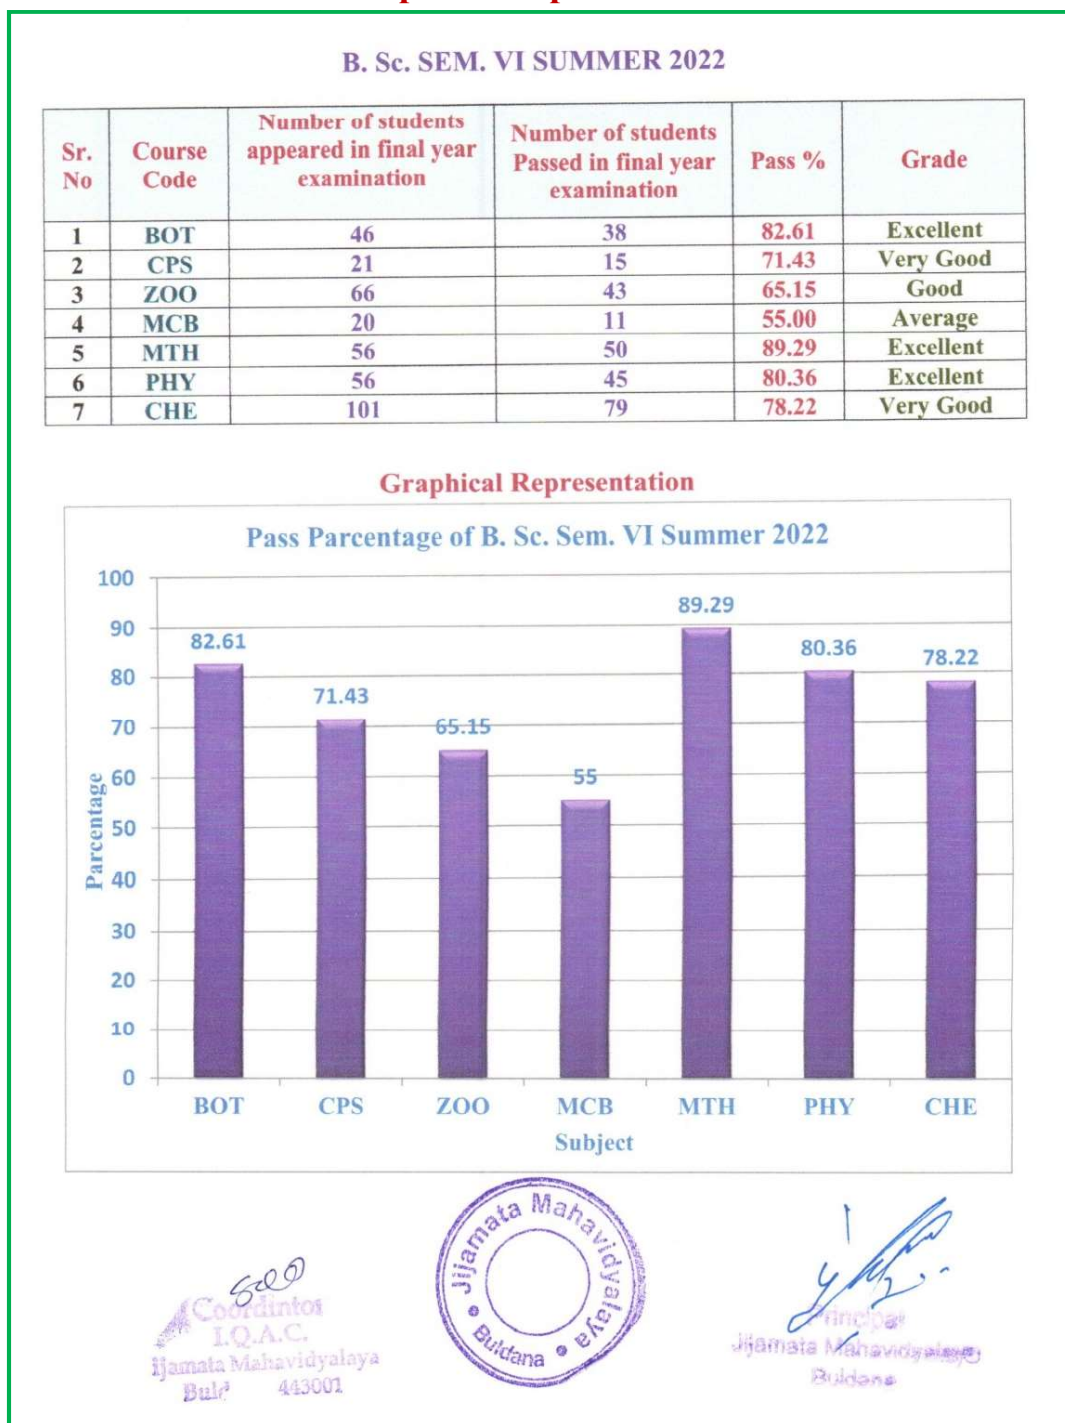 B. Sc. SEM. VI SUMMER 2022
Sr. No Course Code Number of students appeared in final year examination Number of students Passed in final year examination Pass % Grade
1 BOT 46 38 82.61 Excellent
2 CPS 21 15 71.43 Very Good
3 ZOO 66 43 65.15 Good
4 MCB 20 11 55.00 Average
5 MTH 56 50 89.29 Excellent
6 PHY 56 45 80.36 Excellent
7 CHE 101 79 78.22 Very Good
Graphical Representation
Pass Parcentage of B. Sc. Sem. VI Summer 2022
Parcentage
100
90
80
70
60
50
40
30
20
10
0
82.61
71.43
65.15
55
89.29
80.36
78.22
BOT CPS ZOO MCB MTH PHY CHE
Subject
Jijamata Mahavidyalaya
Buldana
Coordintor
I.Q.A.C.
Jijamata Mahavidyalaya
443001
Principal
Jijamata Mahavidyalaya
Buldana